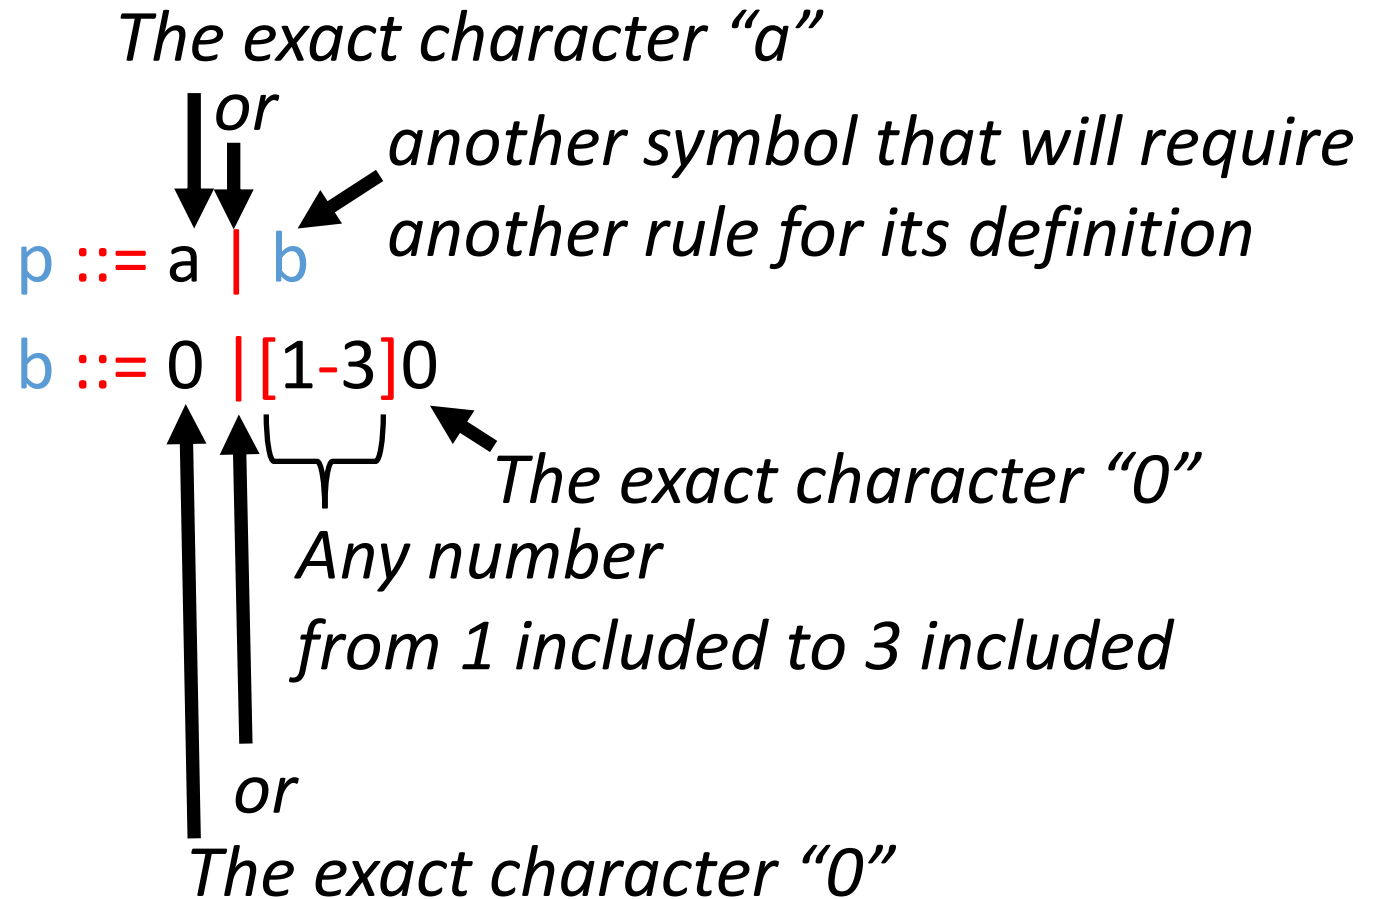 The exact character “a”
or
another symbol that will require
another rule for its definition
p ::= a | b
b ::= 0 |[1-3]0
The exact character “0”
Any number
from 1 included to 3 included
or
The exact character “0”